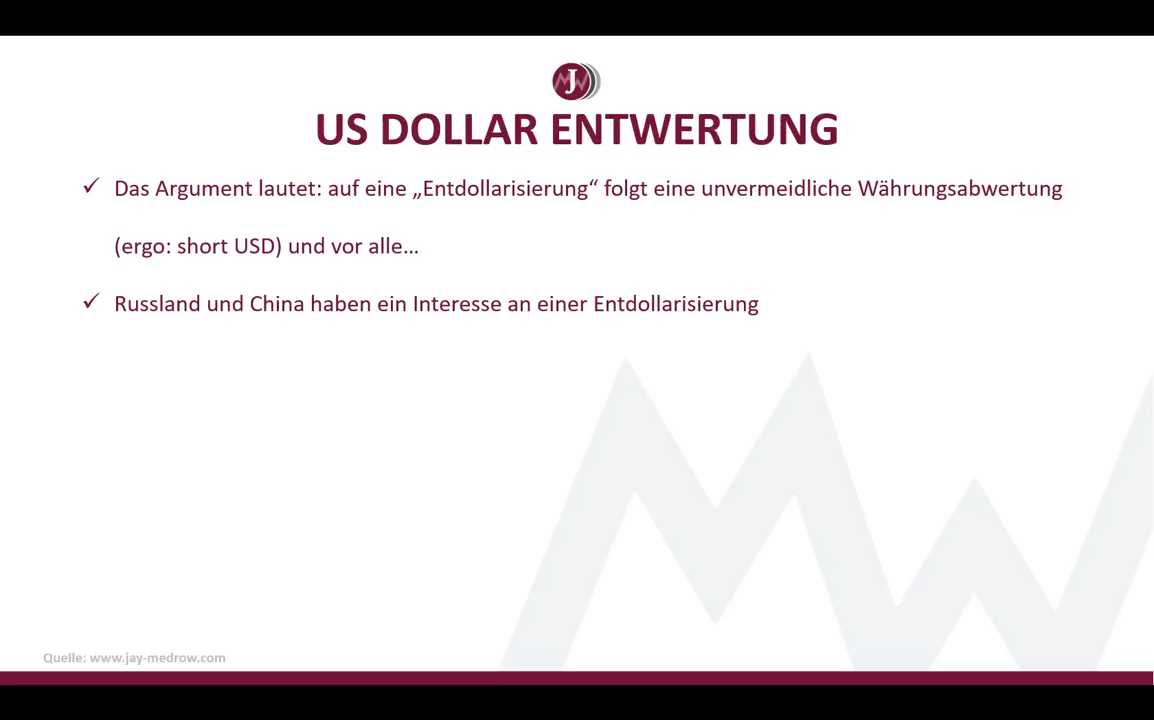 J
US DOLLAR ENTWERTUNG
✓ Das Argument lautet: auf eine „Entdollarisierung“ folgt eine unvermeidliche Währungsabwertung
(ergo: short USD) und vor alle…
✓ Russland und China haben ein Interesse an einer Entdollarisierung
Quelle: www.jay-medrow.com